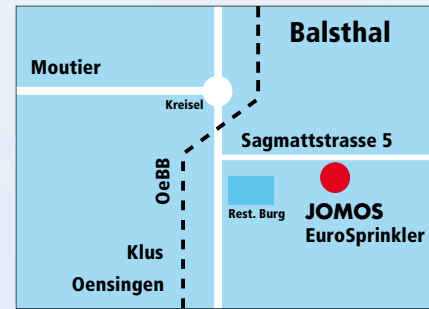 Balsthal
Moutier
Kreisel
Sagmattstrasse 5
OeBB
Rest. Burg
JOMOS
EuroSprinkler
Klus
Oensingen